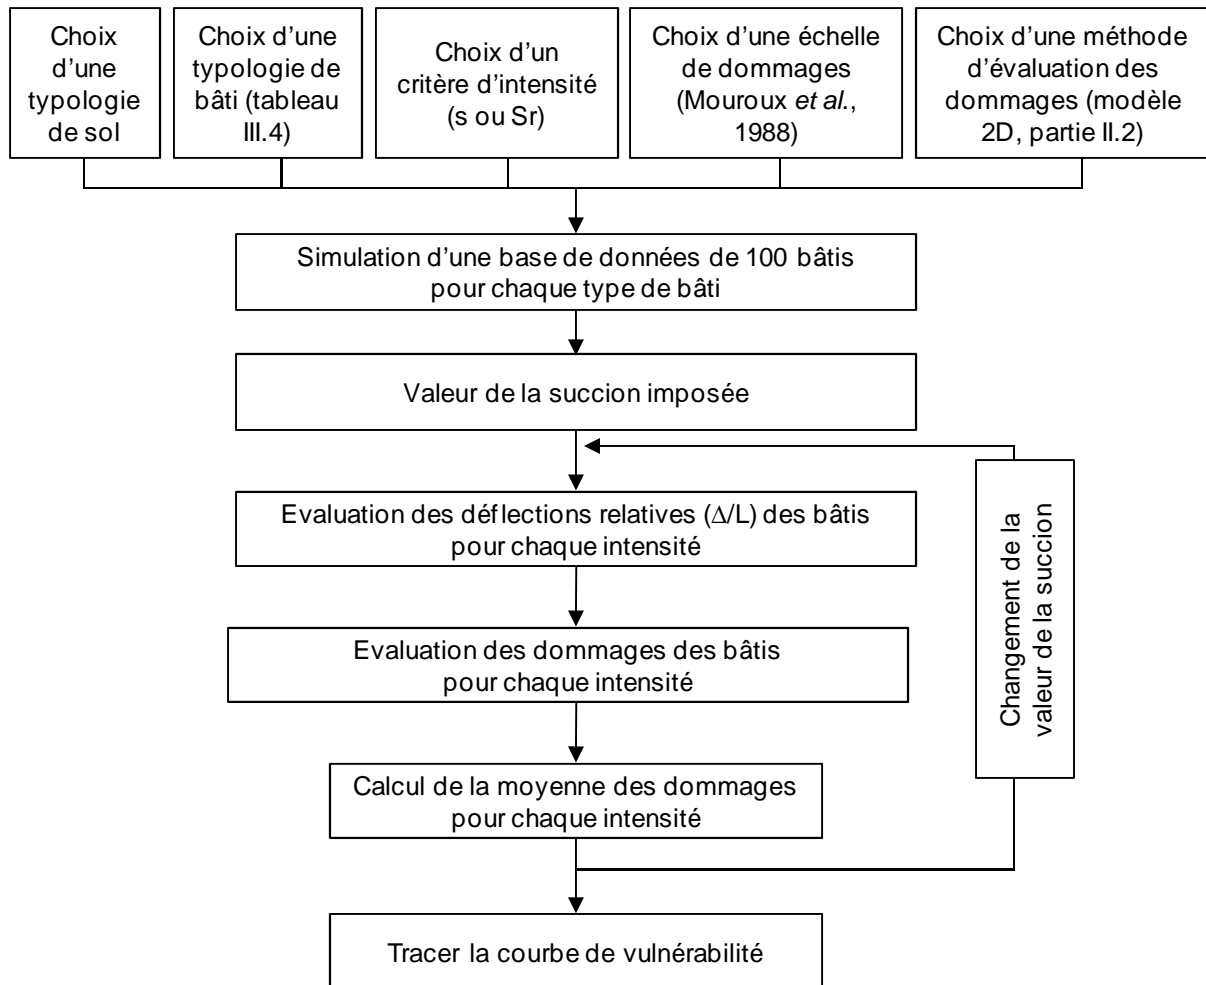 Choix
d’une
typologie
de sol
Choix d’une
typologie de
bâti (tableau
III.4)
Choix d’un
critère d’intensité
(s ou Sr)
Choix d’une échelle
de dommages
(Mouroux et al.,
1988)
Choix d’une méthode
d’évaluation des
dommages (modèle
2D, partie II.2)
Simulation d’une base de données de 100 bâtis
pour chaque type de bâti
Valeur de la succion imposée
Evaluation des déflections relatives (Δ/L) des bâtis
pour chaque intensité
Changement de la
valeur de la succion
Evaluation des dommages des bâtis
pour chaque intensité
Calcul de la moyenne des dommages
pour chaque intensité
Tracer la courbe de vulnérabilité